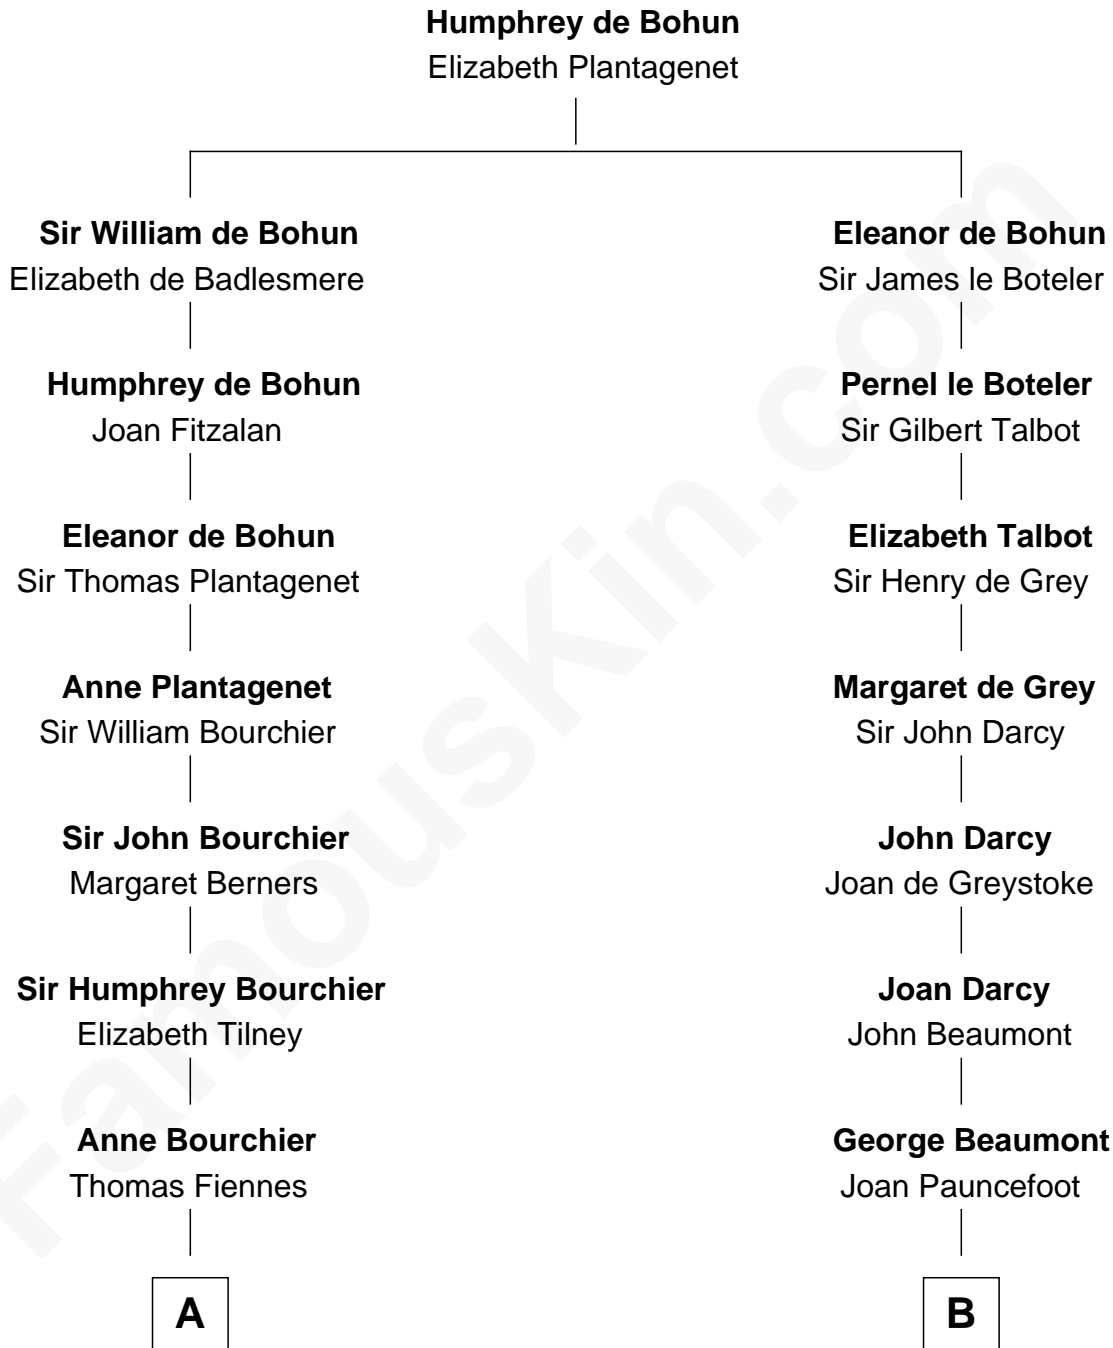 Humphrey de Bohun
Elizabeth Plantagenet
Sir William de Bohun
Elizabeth de Badlesmere
Eleanor de Bohun
Sir James le Boteler
Humphrey de Bohun
Joan Fitzalan
Pernel le Boteler
Sir Gilbert Talbot
Eleanor de Bohun
Sir Thomas Plantagenet
Elizabeth Talbot
Sir Henry de Grey
Anne Plantagenet
Sir William Bourchier
Margaret de Grey
Sir John Darcy
Sir John Bourchier
Margaret Berners
John Darcy
Joan de Greystoke
Sir Humphrey Bourchier
Elizabeth Tilney
Joan Darcy
John Beaumont
Anne Bourchier
Thomas Fiennes
George Beaumont
Joan Pauncefoot
A
B
FamousKin.com